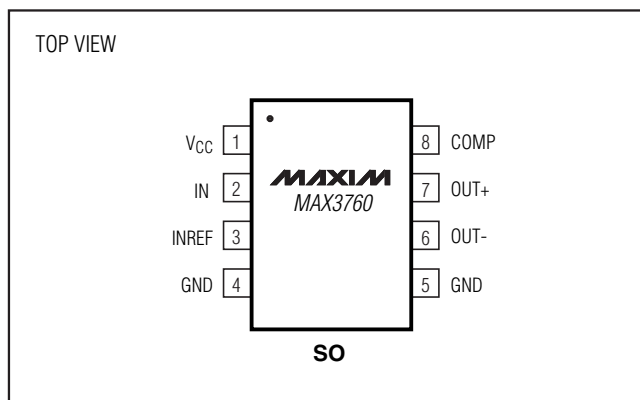 TOP VIEW
VCC 1 8 COMP
MAXIM
MAX3760
IN 2 7 OUT+
INREF 3 6 OUT-
GND 4 5 GND
SO